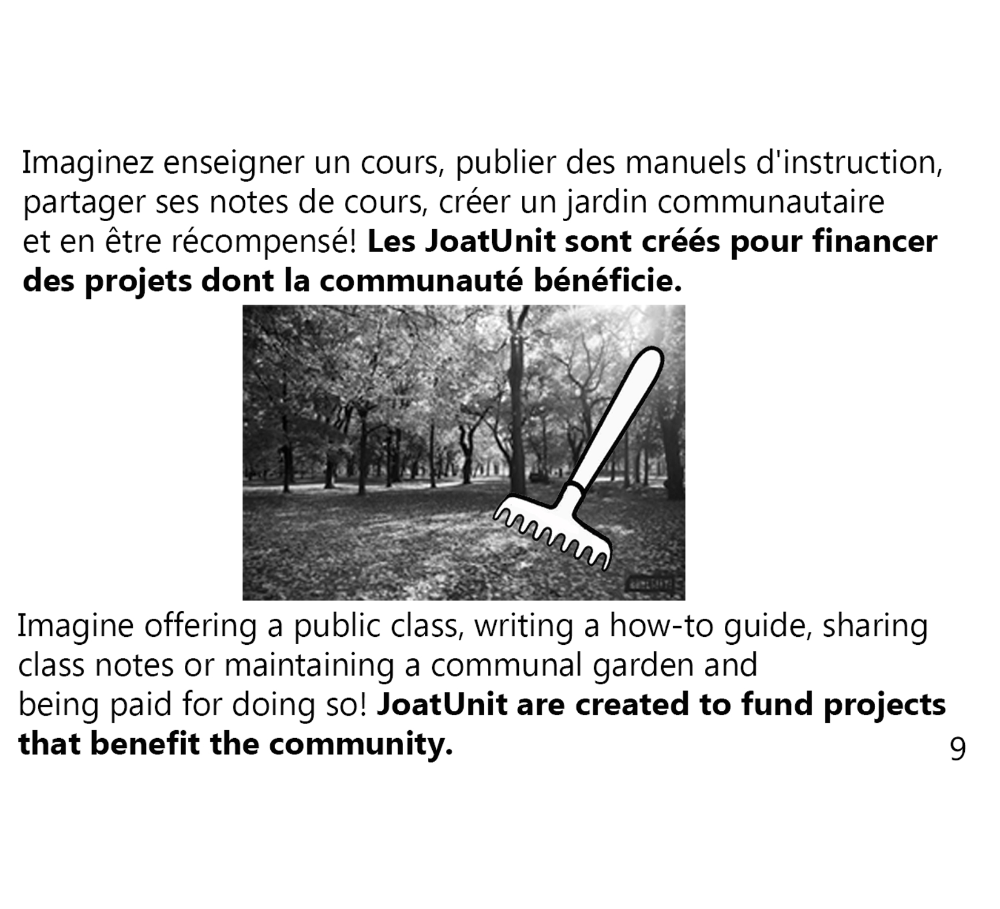 Imaginez enseigner un cours, publier des manuels d'instruction,
partager ses notes de cours, créer un jardin communautaire
et en être récompensé! Les JoatUnit sont créés pour financer
des projets dont la communauté bénéficie.
Imagine offering a public class, writing a how-to guide, sharing
class notes or maintaining a communal garden and
being paid for doing so! JoatUnit are created to fund projects
that benefit the community.
9